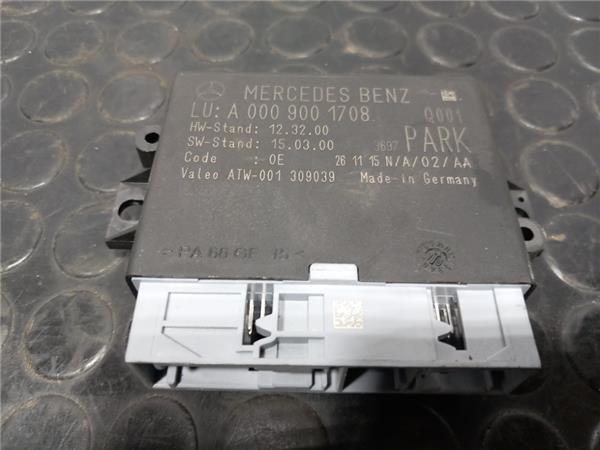 MERCEDES BENZ
LU: A 000 900 1708 Q001
HW-Stand: 12.32.00
SW-Stand: 15.03.00 3697 PARK
Code : 0E 26 11 15 N/A/02/AA
Valeo ATW-001 309039 Made-in Germany
>PA 66 GF 15<